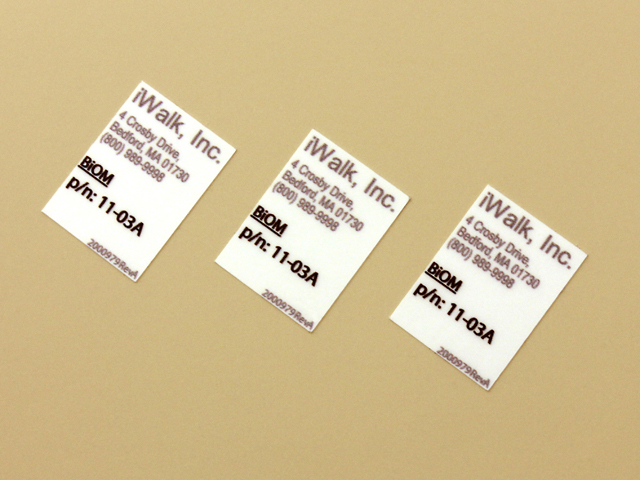 iWalk, Inc.
4 Crosby Drive,
Bedford, MA 01730
(800) 989-9998
BiOM
p/n: 11-03A
2000979RevA
iWalk, Inc.
4 Crosby Drive,
Bedford, MA 01730
(800) 989-9998
BiOM
p/n: 11-03A
2000979RevA
iWalk, Inc.
4 Crosby Drive,
Bedford, MA 01730
(800) 989-9998
BiOM
p/n: 11-03A
2000979RevA